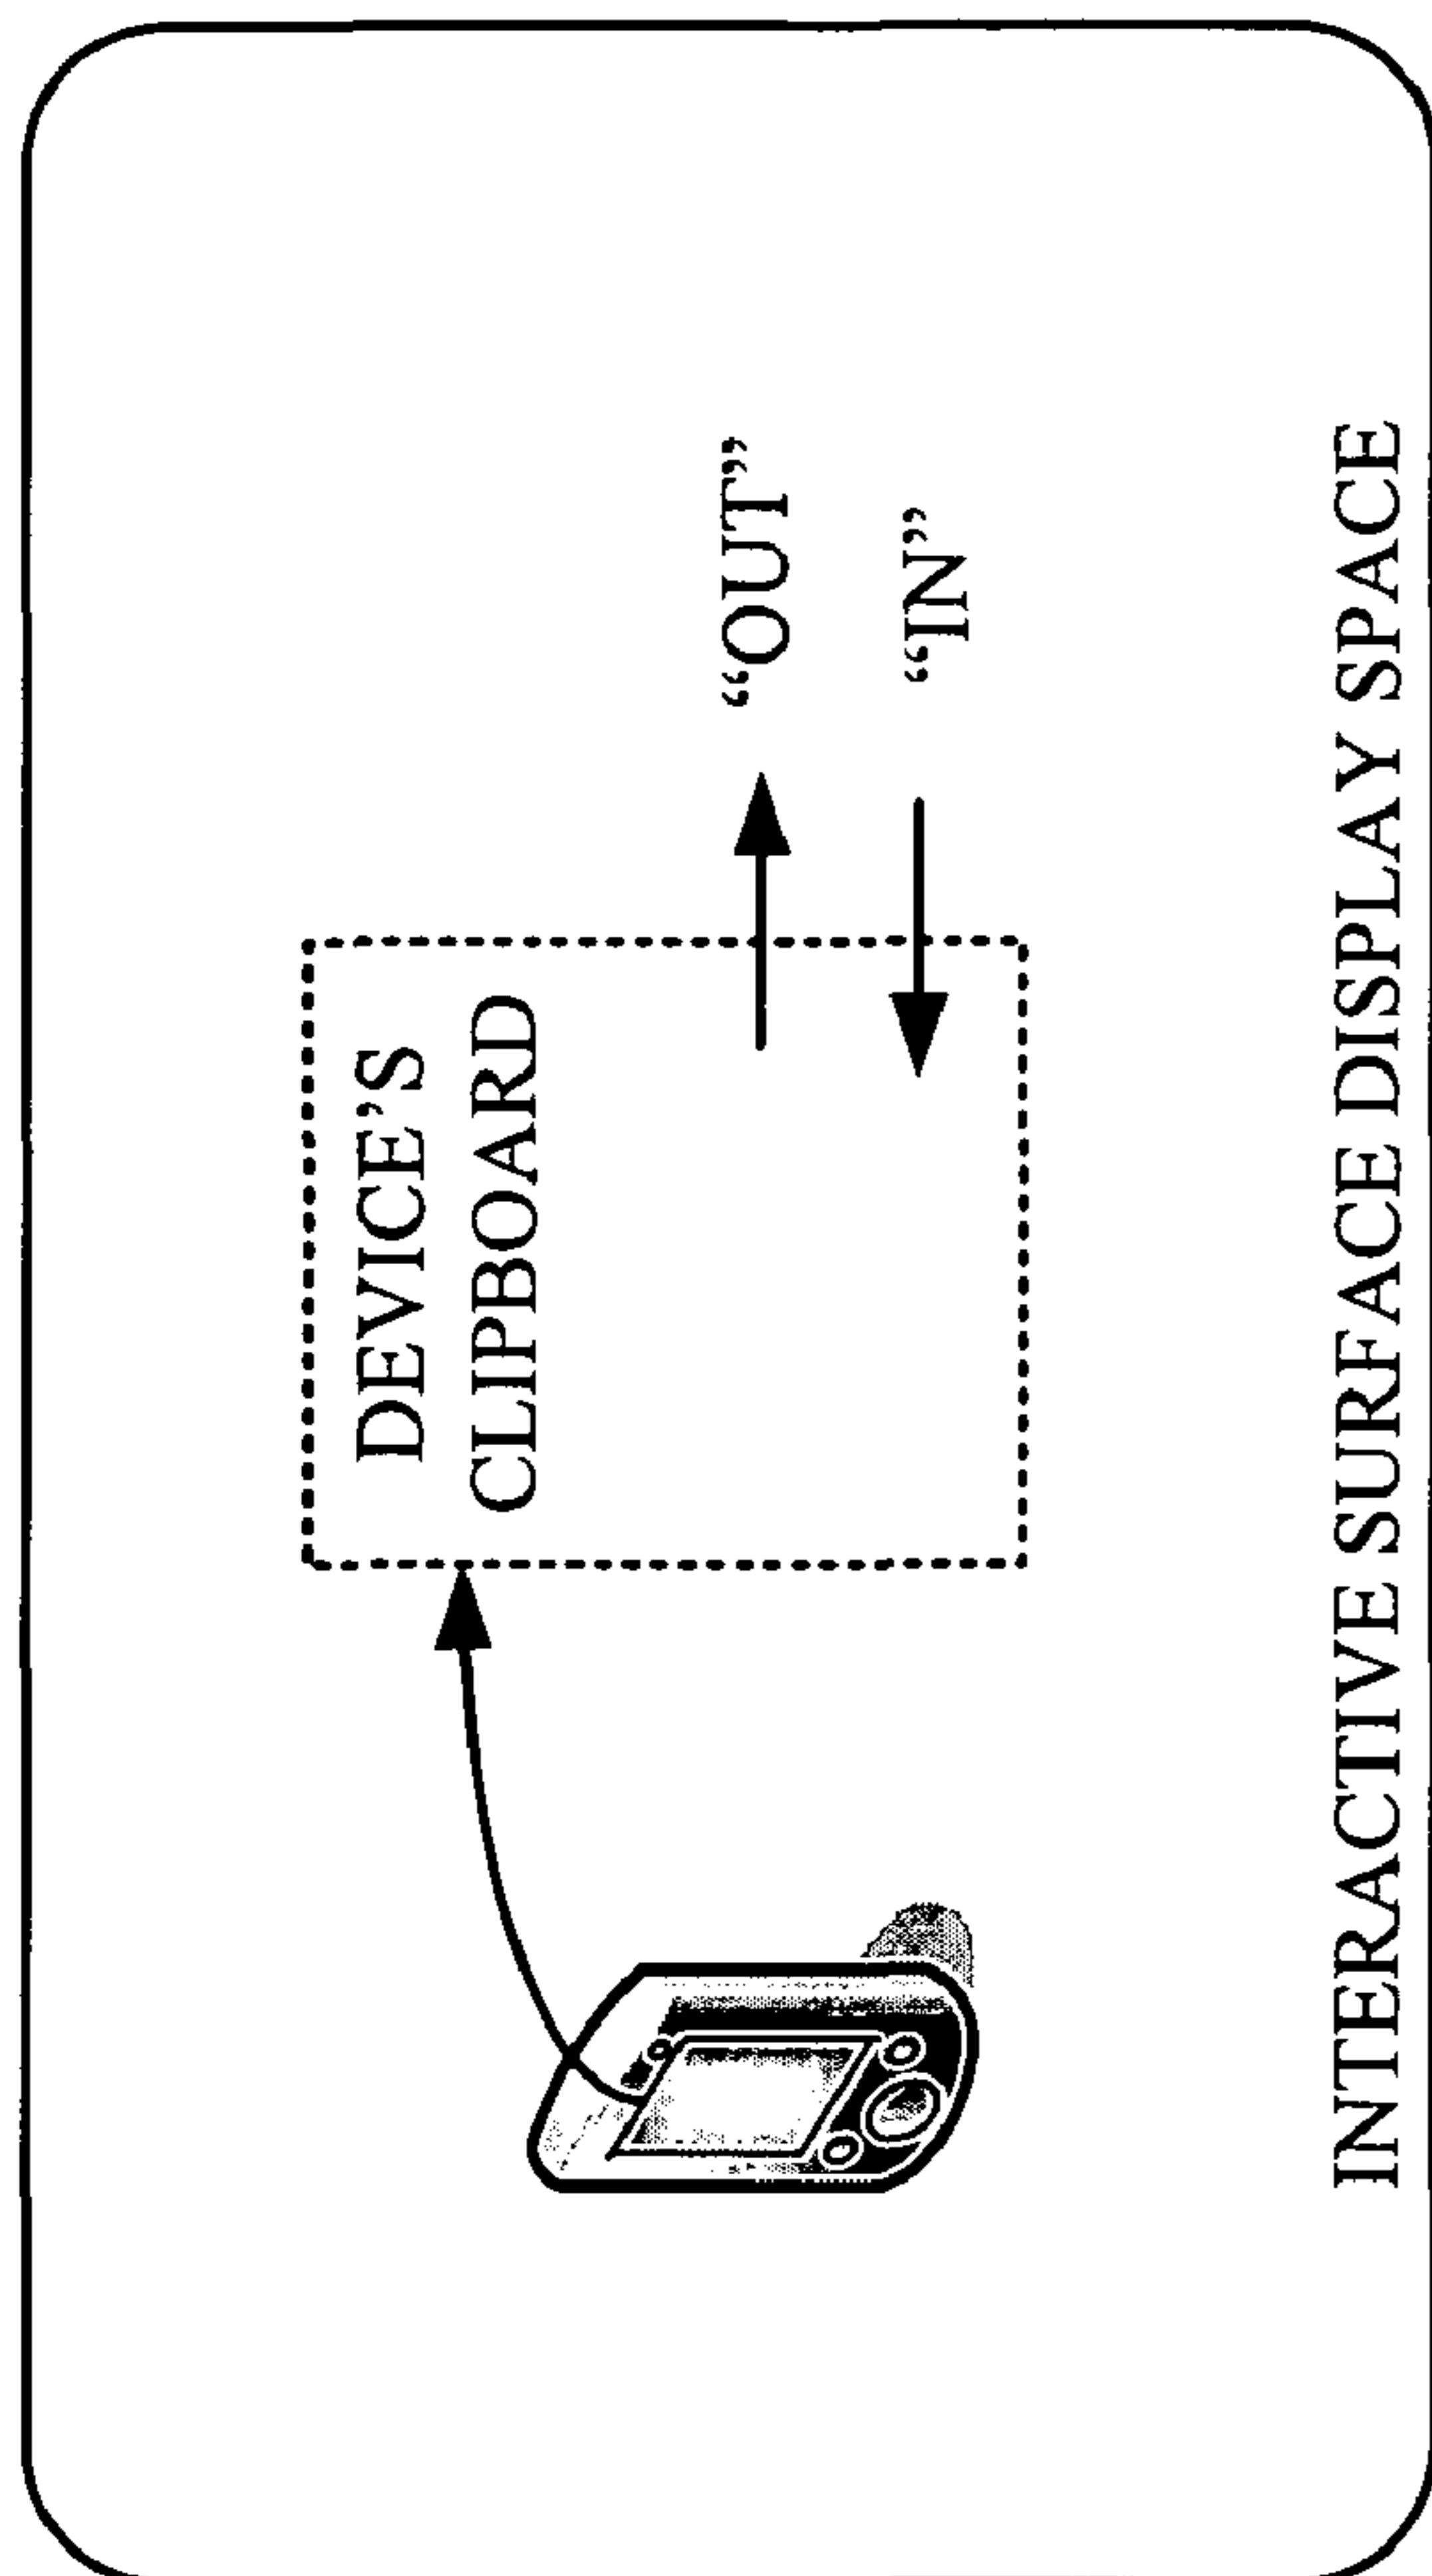 DEVICE’S
CLIPBOARD
“OUT”
“IN”
INTERACTIVE SURFACE DISPLAY SPACE